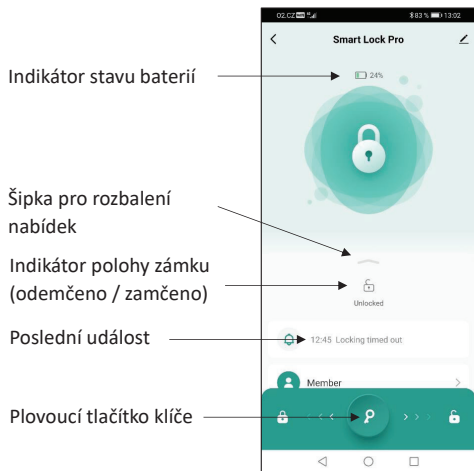 O2.CZ 83 % 13:02
Smart Lock Pro
Indikátor stavu baterií
24%
Šipka pro rozbalení
nabídek
Indikátor polohy zámku
(odemčeno / zamčeno)
Unlocked
Poslední událost
12:45 Locking timed out
Member
Plovoucí tlačítko klíče